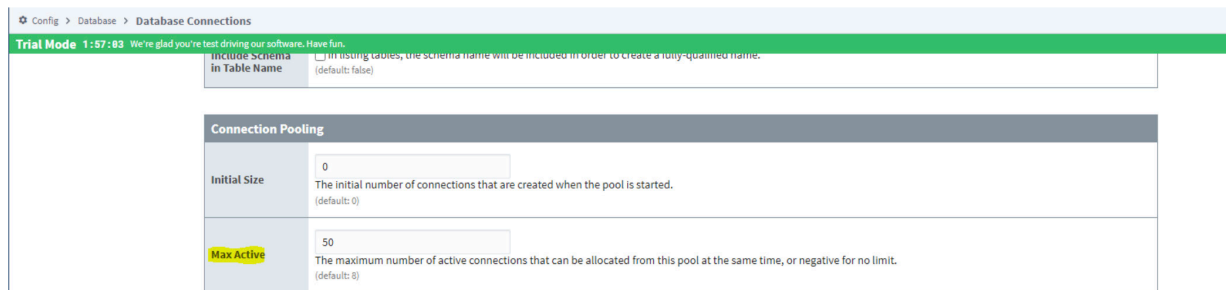 Config > Database > Database Connections
Trial Mode 1:57:03 We're glad you're test driving our software. Have fun.
Include Schema in Table Name
In listing tables, the schema name will be included in order to create a fully-qualified name.
(default: false)
Connection Pooling
Initial Size
0
The initial number of connections that are created when the pool is started.
(default: 0)
Max Active
50
The maximum number of active connections that can be allocated from this pool at the same time, or negative for no limit.
(default: 8)